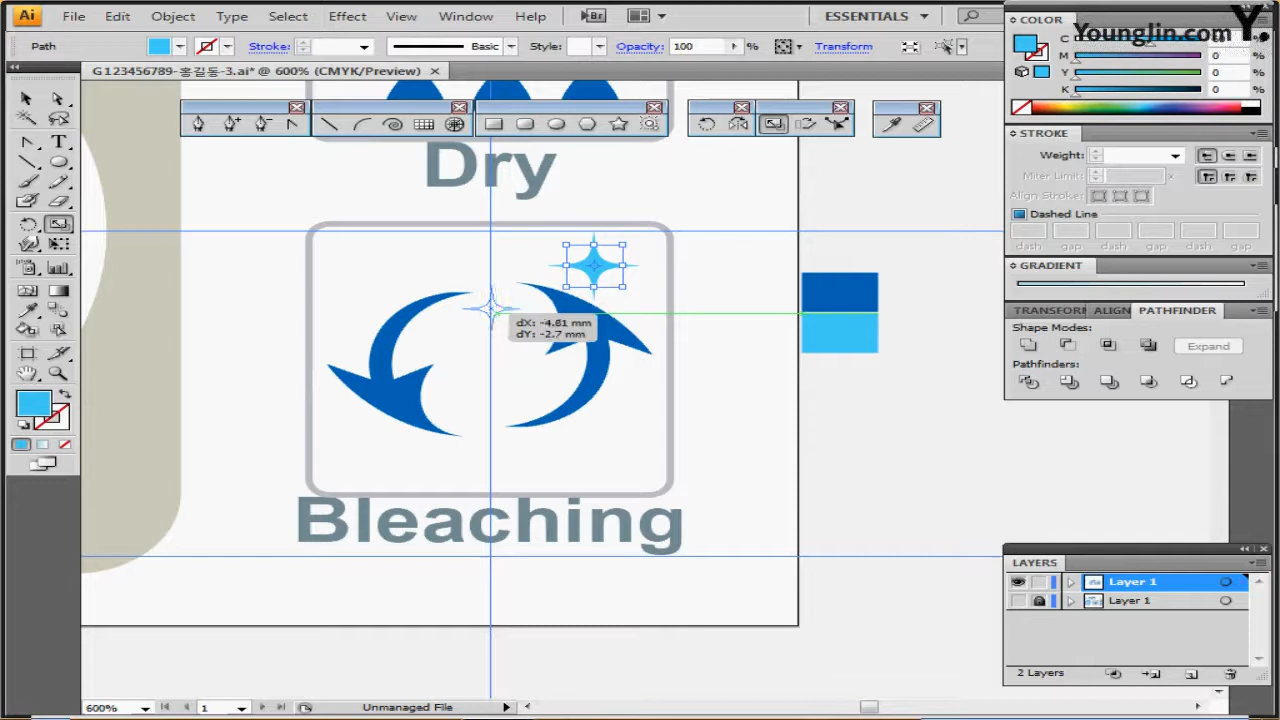 Ai File Edit Object Type Select Effect View Window Help Br ESSENTIALS
Path Stroke: Basic Style: Opacity: 100 % Transform
G123456789-홍길동-3.ai* @ 600% (CMYK/Preview)
COLOR
Younglin.com
C %
M 0 %
Y 0 %
K 0 %
STROKE
Weight:
Miter Limit: x
Align Stroke:
Dashed Line
dash gap dash gap dash gap
GRADIENT
TRANSFORM ALIGN PATHFINDER
Shape Modes:
Expand
Pathfinders:
Dry
dX: -4.61 mm
dY: -2.7 mm
Bleaching
LAYERS
Layer 1
Layer 1
2 Layers
600% 1 Unmanaged File